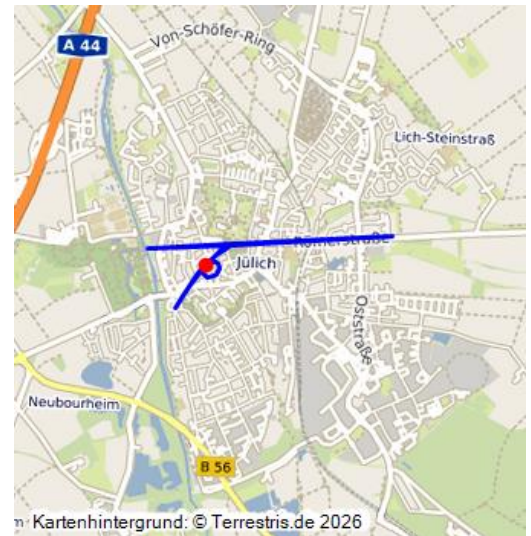 A 44
Von-Schöfer-Ring
Lich-Steinstraß
Römerstraße
Jülich
Oststraße
Neubourheim
B 56
m
Kartenhintergrund: © Terrestris.de 2026